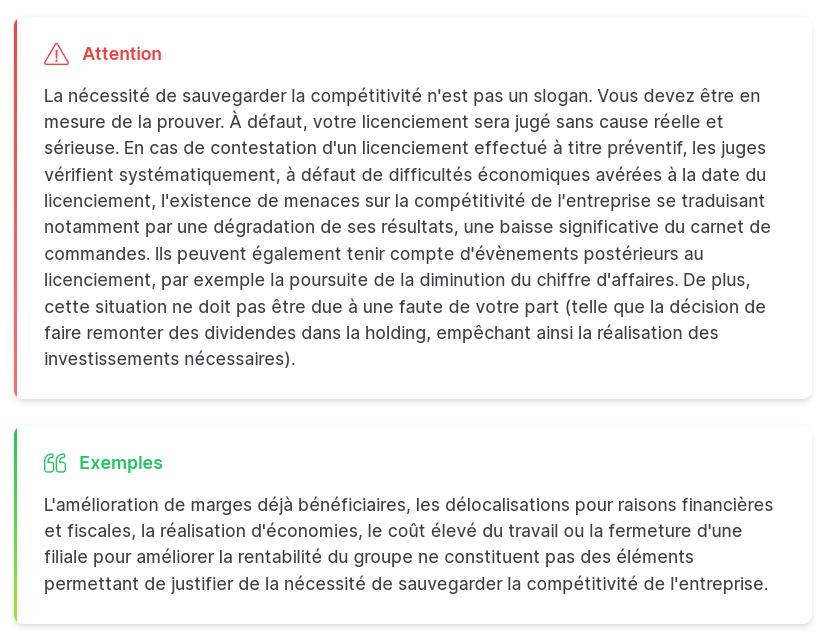 Attention
La nécessité de sauvegarder la compétitivité n'est pas un slogan. Vous devez être en
mesure de la prouver. À défaut, votre licenciement sera jugé sans cause réelle et
sérieuse. En cas de contestation d'un licenciement effectué à titre préventif, les juges
vérifient systématiquement, à défaut de difficultés économiques avérées à la date du
licenciement, l'existence de menaces sur la compétitivité de l'entreprise se traduisant
notamment par une dégradation de ses résultats, une baisse significative du carnet de
commandes. Ils peuvent également tenir compte d'évènements postérieurs au
licenciement, par exemple la poursuite de la diminution du chiffre d'affaires. De plus,
cette situation ne doit pas être due à une faute de votre part (telle que la décision de
faire remonter des dividendes dans la holding, empêchant ainsi la réalisation des
investissements nécessaires).
Exemples
L'amélioration de marges déjà bénéficiaires, les délocalisations pour raisons financières
et fiscales, la réalisation d'économies, le coût élevé du travail ou la fermeture d'une
filiale pour améliorer la rentabilité du groupe ne constituent pas des éléments
permettant de justifier de la nécessité de sauvegarder la compétitivité de l'entreprise.